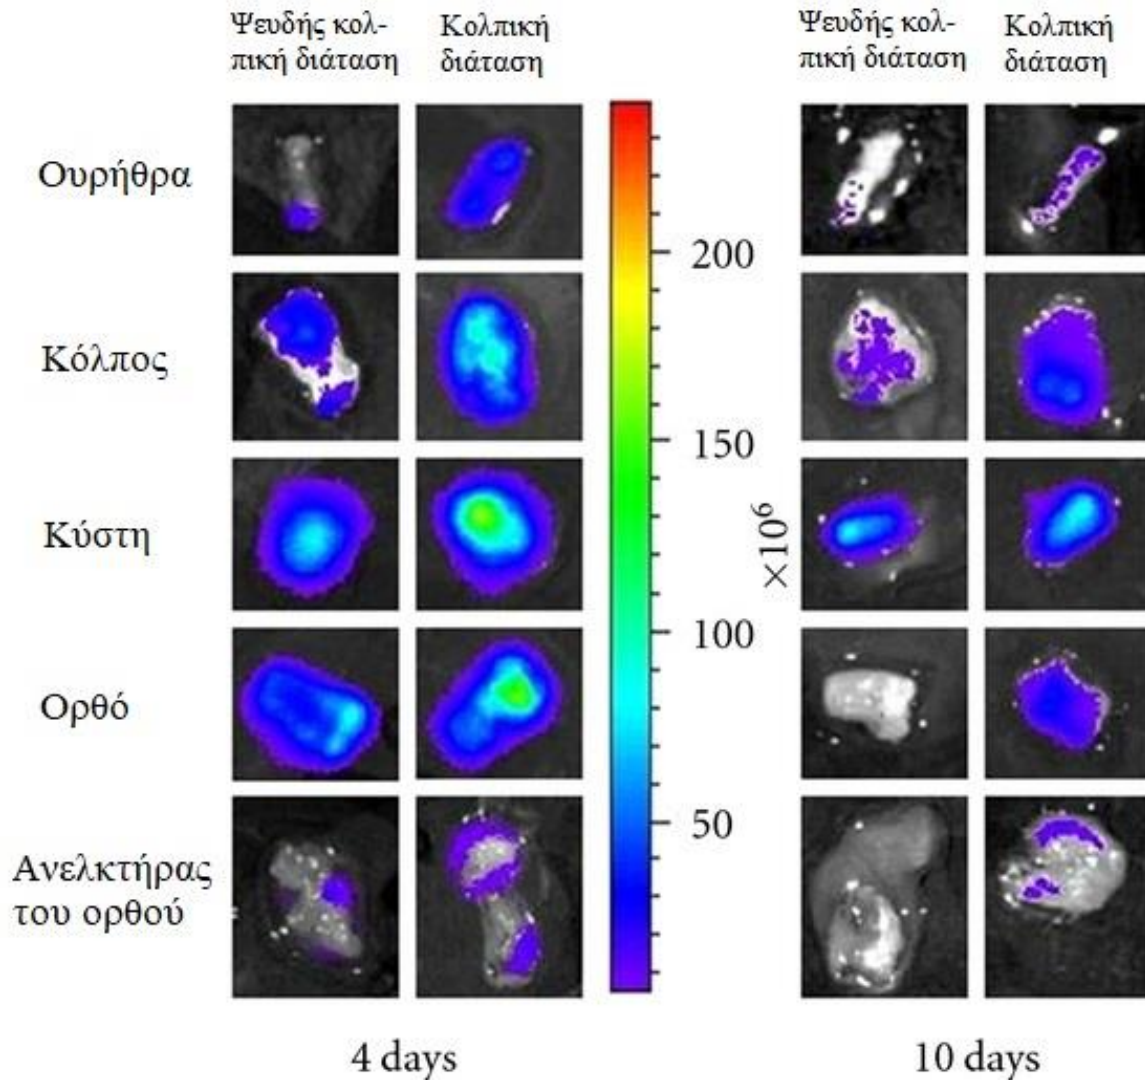 Ψευδής κολ-
πική διάταση
Κολπική
διάταση
Ψευδής κολ-
πική διάταση
Κολπική
διάταση
Ουρήθρα
Κόλπος
Κύστη
Ορθό
Ανελκτήρας
του ορθού
200
150
100
50
×10⁶
4 days
10 days